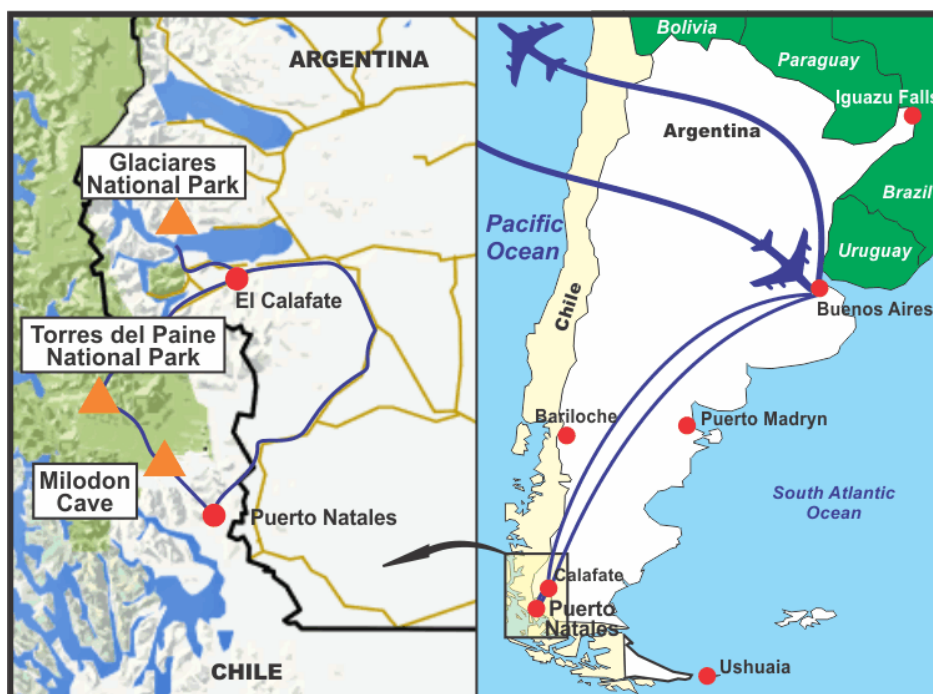 ARGENTINA
Glaciares
National Park
El Calafate
Torres del Paine
National Park
Milodon
Cave
Puerto Natales
CHILE
Bolivia
Paraguay
Iguazu Falls
Argentina
Brazil
Pacific
Ocean
Uruguay
Chile
Buenos Aires
Bariloche
Puerto Madryn
South Atlantic
Ocean
Calafate
Puerto
Natales
Ushuaia